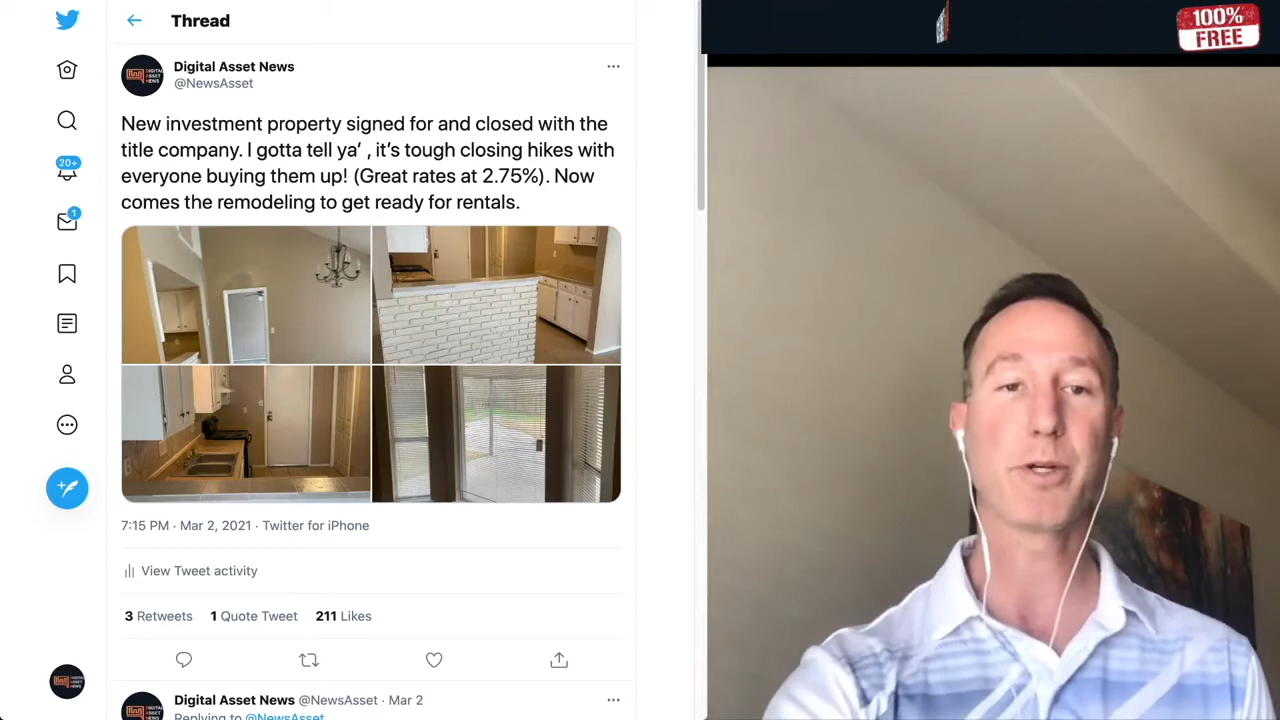 Thread
Digital Asset News
@NewsAsset
New investment property signed for and closed with the
title company. I gotta tell ya’ , it’s tough closing hikes with
everyone buying them up! (Great rates at 2.75%). Now
comes the remodeling to get ready for rentals.
7:15 PM · Mar 2, 2021 · Twitter for iPhone
View Tweet activity
3 Retweets 1 Quote Tweet 211 Likes
Digital Asset News @NewsAsset · Mar 2
Replying to @NewsAsset
20+
1
100%
FREE